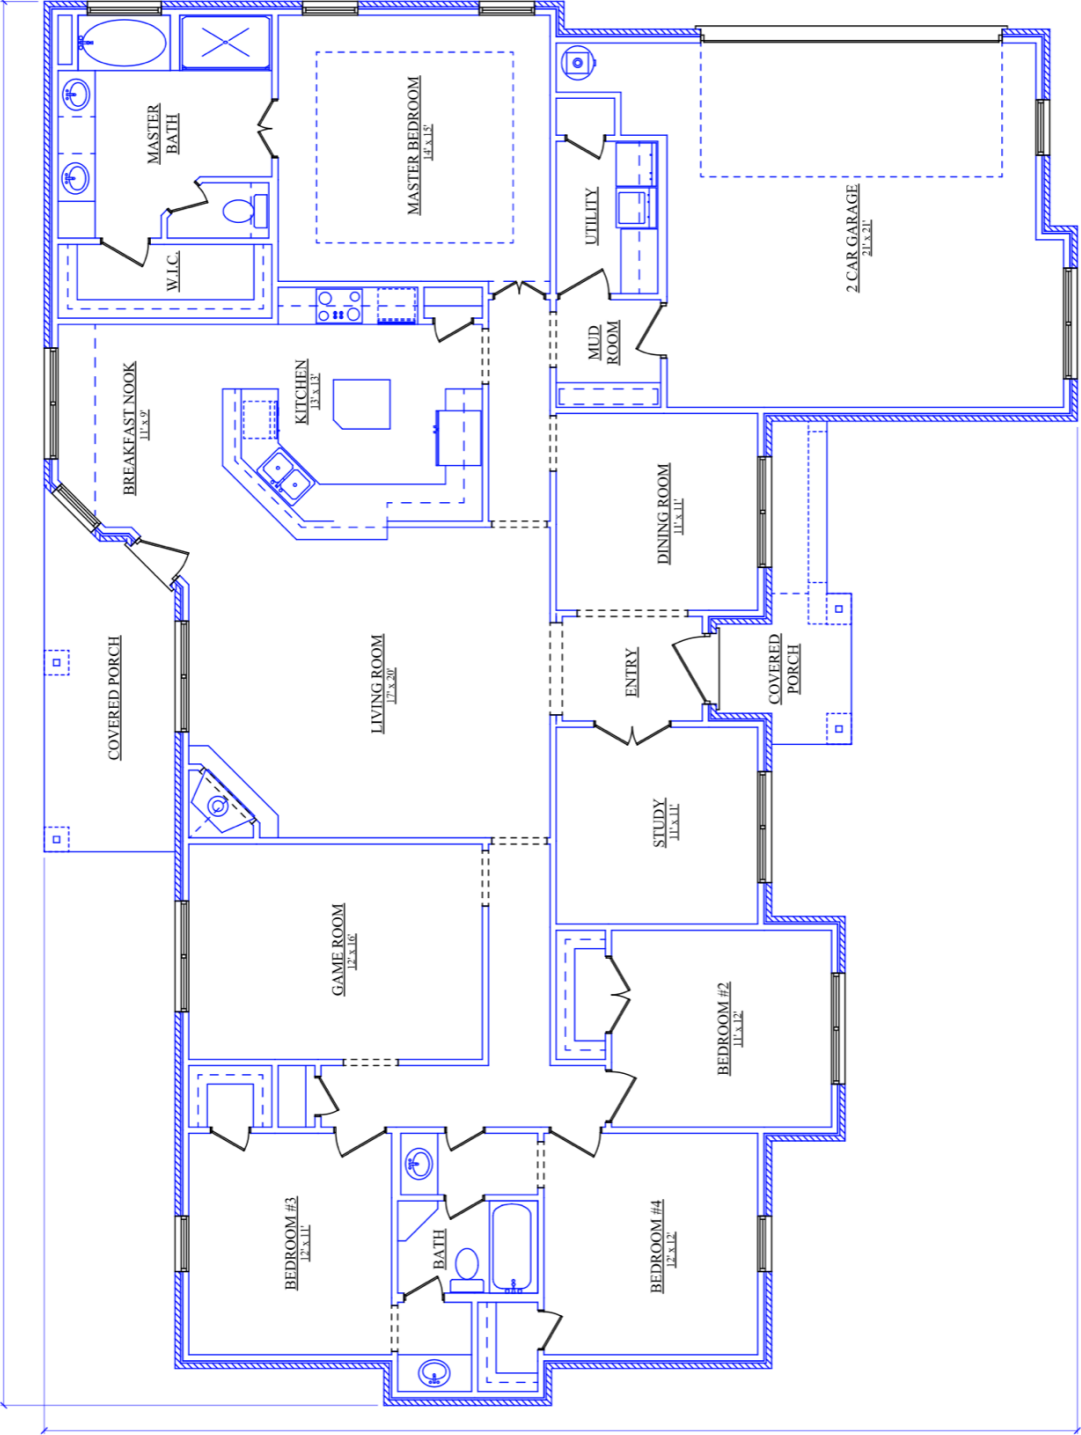 MASTER
BATH
MASTER BEDROOM
14' x 15'
UTILITY
2 CAR GARAGE
21' x 21'
W.I.C.
MUD
ROOM
BREAKFAST NOOK
11' x 9'
KITCHEN
13' x 13'
DINING ROOM
11' x 11'
COVERED PORCH
LIVING ROOM
17' x 20'
ENTRY
COVERED
PORCH
STUDY
11' x 11'
GAME ROOM
12' x 16'
BEDROOM #2
11' x 12'
BEDROOM #3
12' x 11'
BATH
BEDROOM #4
12' x 12'